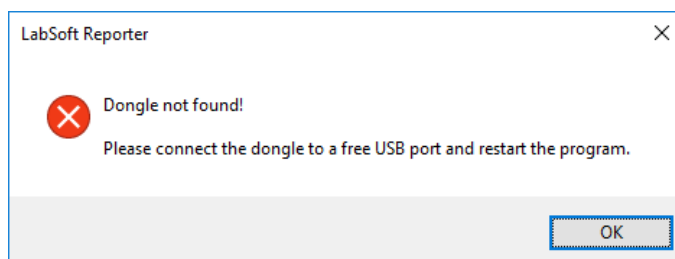 LabSoft Reporter
Dongle not found!
Please connect the dongle to a free USB port and restart the program.
OK